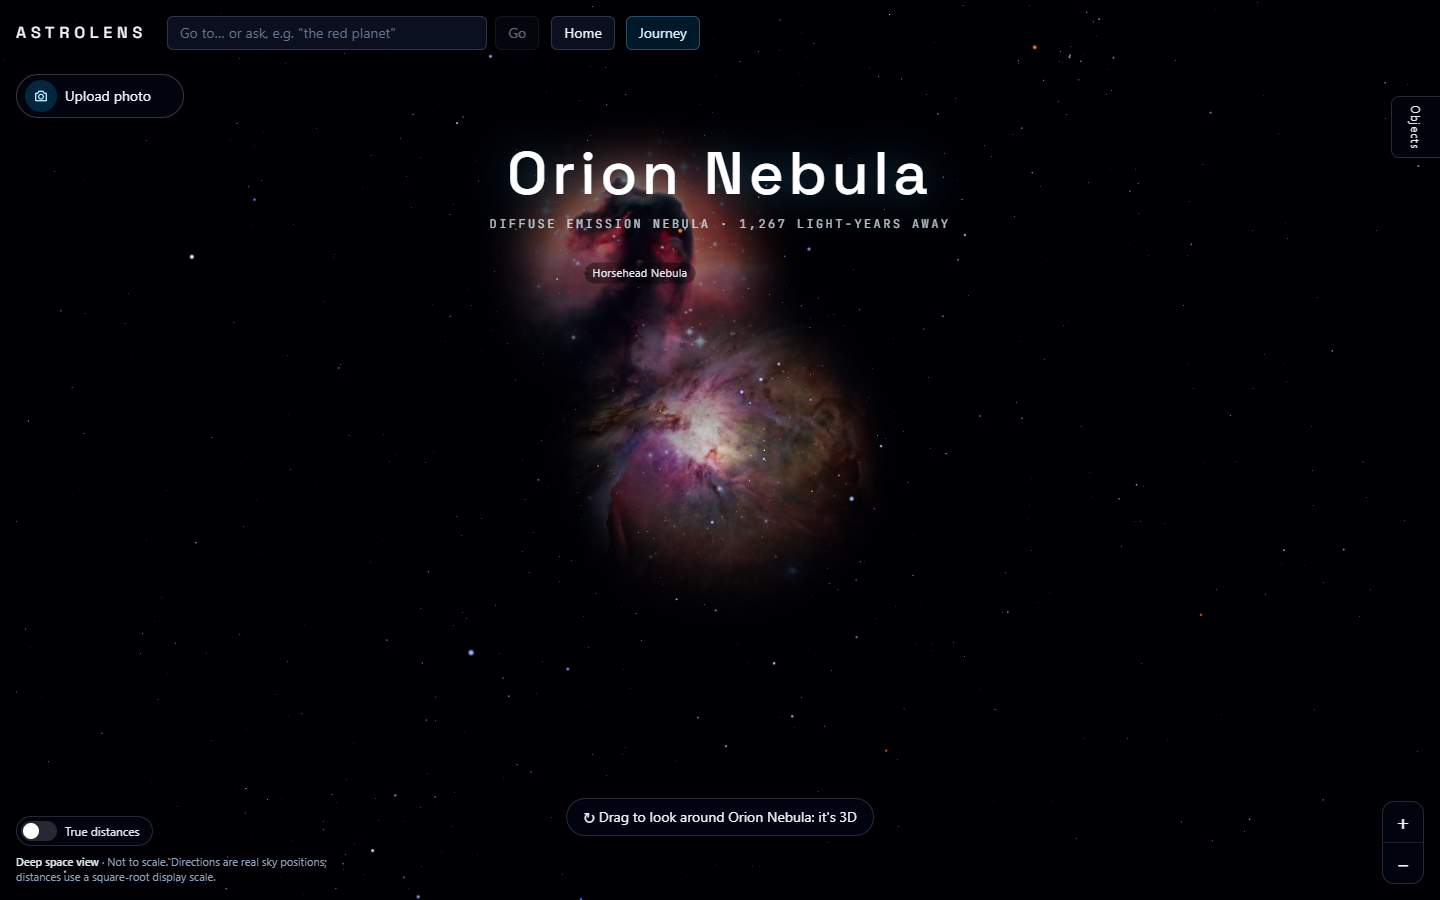 ASTROLENS
Go to... or ask, e.g. "the red planet"
Go
Home
Journey
Upload photo
Objects
Orion Nebula
DIFFUSE EMISSION NEBULA · 1,267 LIGHT-YEARS AWAY
Horsehead Nebula
↻ Drag to look around Orion Nebula: it's 3D
True distances
Deep space view · Not to scale. Directions are real sky positions;
distances use a square-root display scale.
+
−